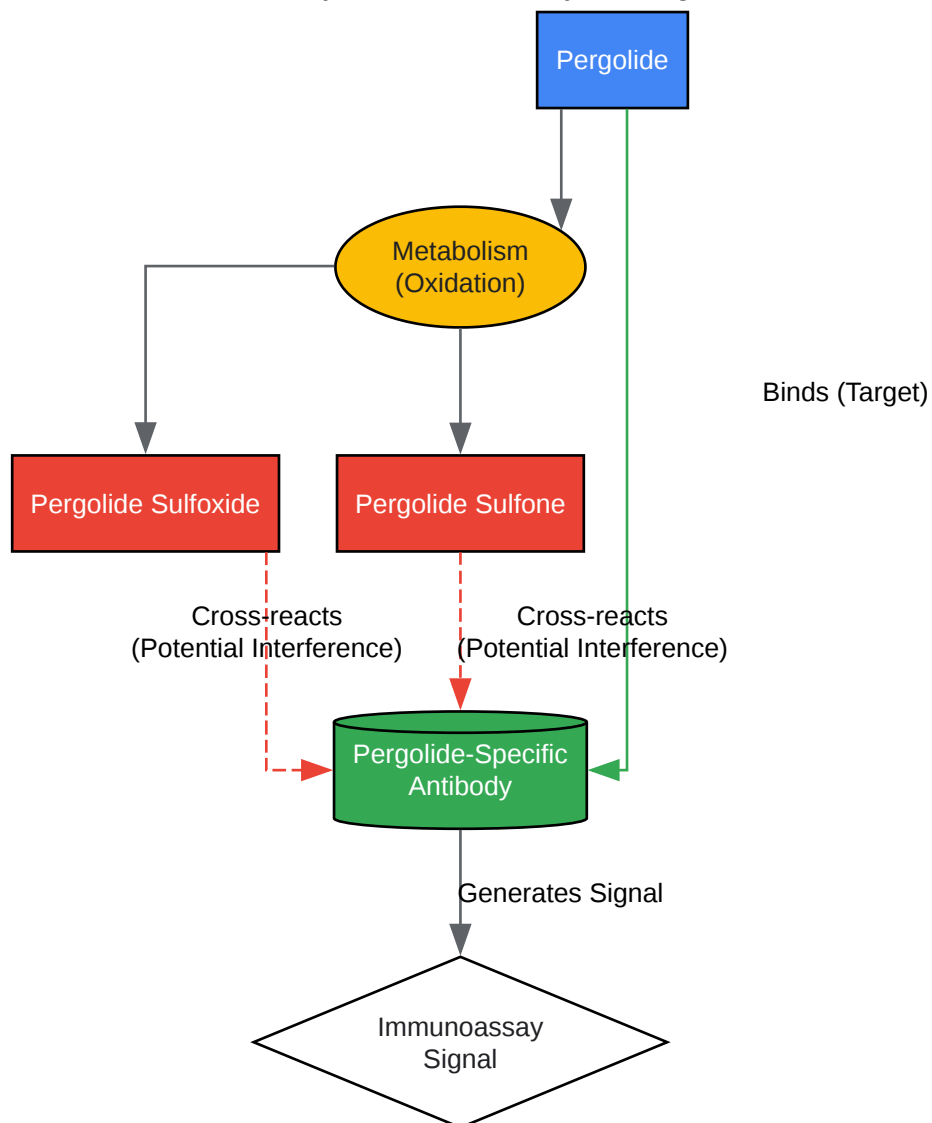 Pergolide
Metabolism
(Oxidation)
Binds (Target)
Pergolide Sulfoxide
Pergolide Sulfone
Cross-reacts
(Potential Interference)
Cross-reacts
(Potential Interference)
Pergolide-Specific
Antibody
Generates Signal
Immunoassay
Signal